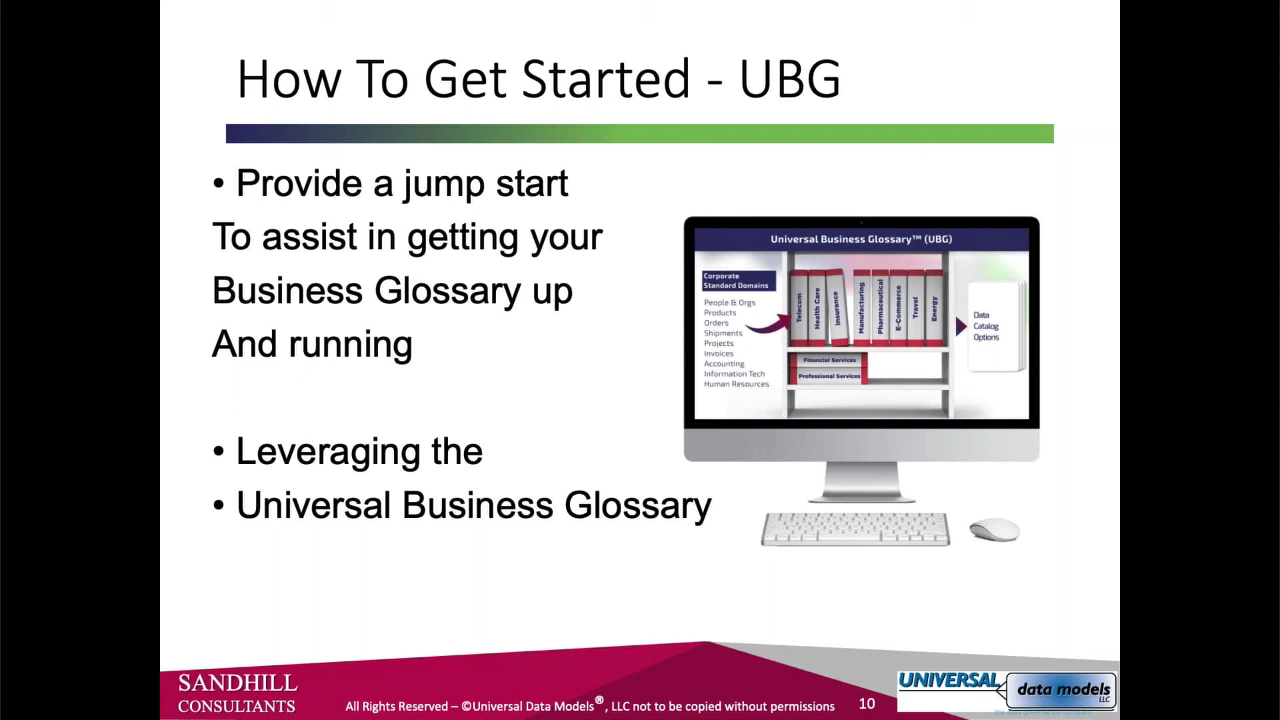 How To Get Started - UBG
• Provide a jump start
To assist in getting your
Business Glossary up
And running
• Leveraging the
• Universal Business Glossary
Universal Business Glossary™ (UBG)
Corporate
Standard Domains
People & Orgs
Products
Orders
Shipments
Projects
Invoices
Accounting
Information Tech
Human Resources
Telecom
Health Care
Insurance
Manufacturing
Pharmaceutical
E-Commerce
Travel
Energy
Financial Services
Professional Services
Data
Catalog
Options
SANDHILL
CONSULTANTS
All Rights Reserved – ©Universal Data Models®, LLC not to be copied without permissions
10
UNIVERSAL
data models
LLC